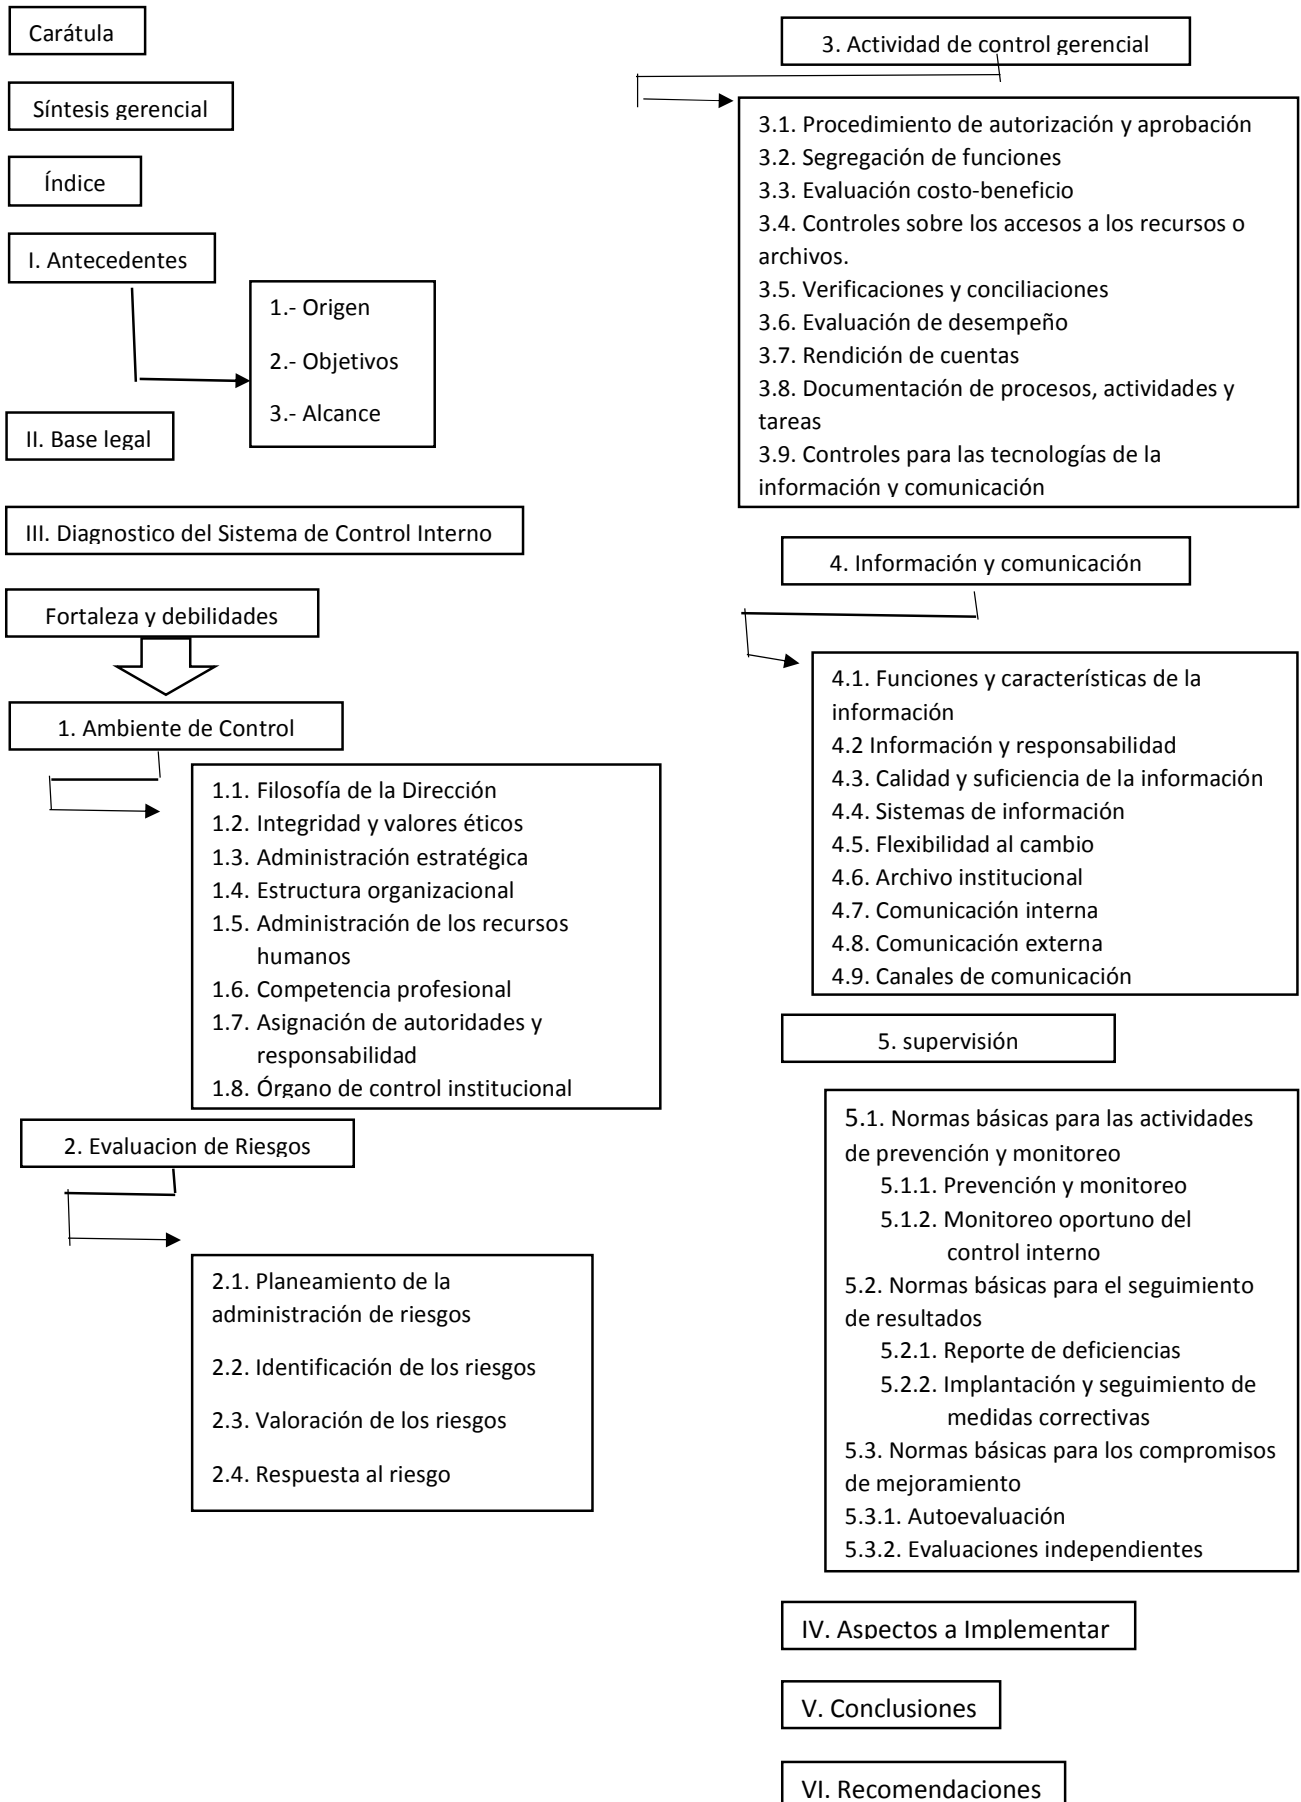 Carátula
Síntesis gerencial
Índice
I. Antecedentes
1.- Origen
2.- Objetivos
3.- Alcance
II. Base legal
III. Diagnostico del Sistema de Control Interno
Fortaleza y debilidades
1. Ambiente de Control
1.1. Filosofía de la Dirección
1.2. Integridad y valores éticos
1.3. Administración estratégica
1.4. Estructura organizacional
1.5. Administración de los recursos
humanos
1.6. Competencia profesional
1.7. Asignación de autoridades y
responsabilidad
1.8. Órgano de control institucional
2. Evaluacion de Riesgos
2.1. Planeamiento de la
administración de riesgos
2.2. Identificación de los riesgos
2.3. Valoración de los riesgos
2.4. Respuesta al riesgo
3. Actividad de control gerencial
3.1. Procedimiento de autorización y aprobación
3.2. Segregación de funciones
3.3. Evaluación costo-beneficio
3.4. Controles sobre los accesos a los recursos o
archivos.
3.5. Verificaciones y conciliaciones
3.6. Evaluación de desempeño
3.7. Rendición de cuentas
3.8. Documentación de procesos, actividades y
tareas
3.9. Controles para las tecnologías de la
información y comunicación
4. Información y comunicación
4.1. Funciones y características de la
información
4.2 Información y responsabilidad
4.3. Calidad y suficiencia de la información
4.4. Sistemas de información
4.5. Flexibilidad al cambio
4.6. Archivo institucional
4.7. Comunicación interna
4.8. Comunicación externa
4.9. Canales de comunicación
5. supervisión
5.1. Normas básicas para las actividades
de prevención y monitoreo
5.1.1. Prevención y monitoreo
5.1.2. Monitoreo oportuno del
control interno
5.2. Normas básicas para el seguimiento
de resultados
5.2.1. Reporte de deficiencias
5.2.2. Implantación y seguimiento de
medidas correctivas
5.3. Normas básicas para los compromisos
de mejoramiento
5.3.1. Autoevaluación
5.3.2. Evaluaciones independientes
IV. Aspectos a Implementar
V. Conclusiones
VI. Recomendaciones